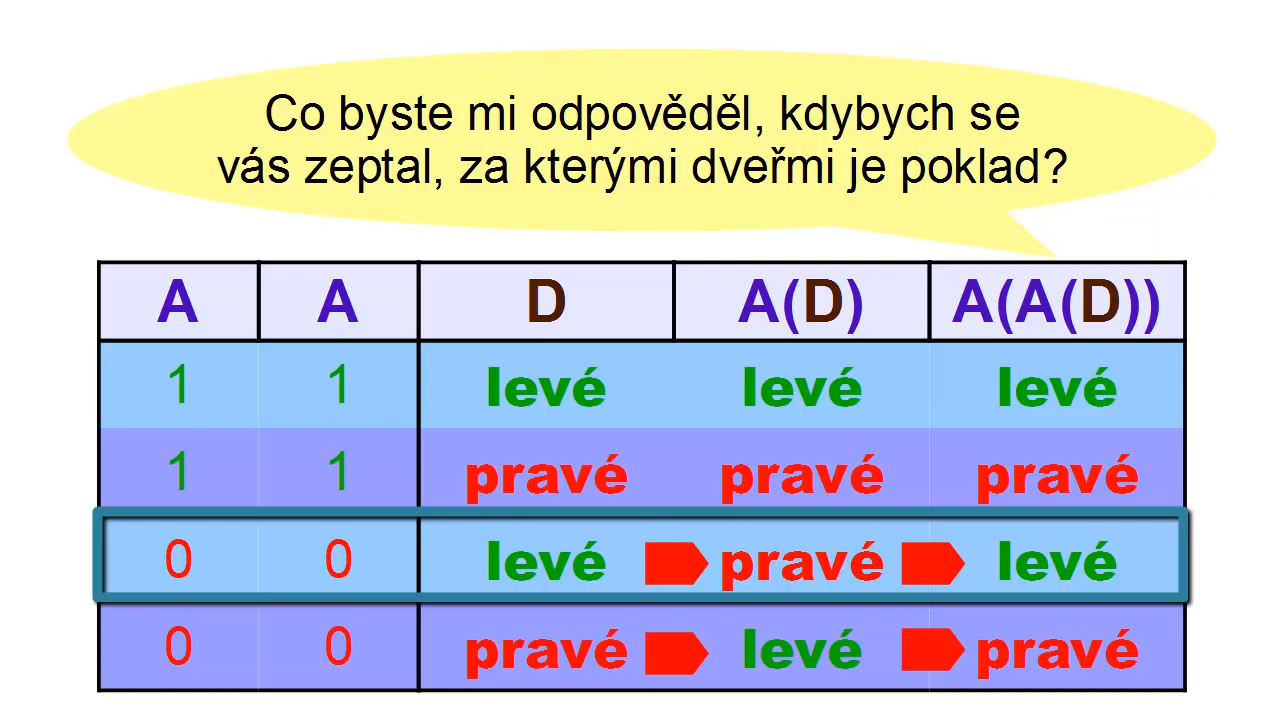 Co byste mi odpověděl, kdybych se
vás zeptal, za kterými dveřmi je poklad?
A A D A(D) A(A(D))
1 1 levé levé levé
1 1 pravé pravé pravé
0 0 levé pravé levé
0 0 pravé levé pravé